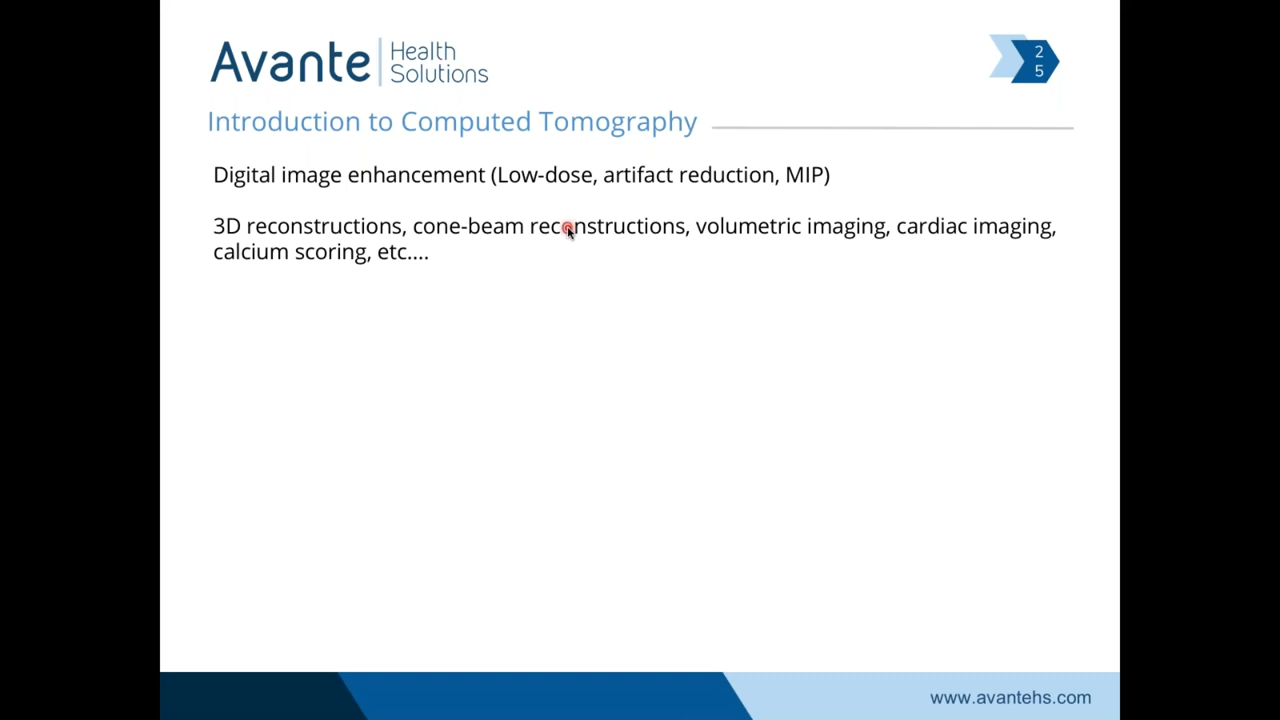 Avante Health Solutions
2
5
Introduction to Computed Tomography
Digital image enhancement (Low-dose, artifact reduction, MIP)
3D reconstructions, cone-beam reconstructions, volumetric imaging, cardiac imaging,
calcium scoring, etc....
www.avantehs.com